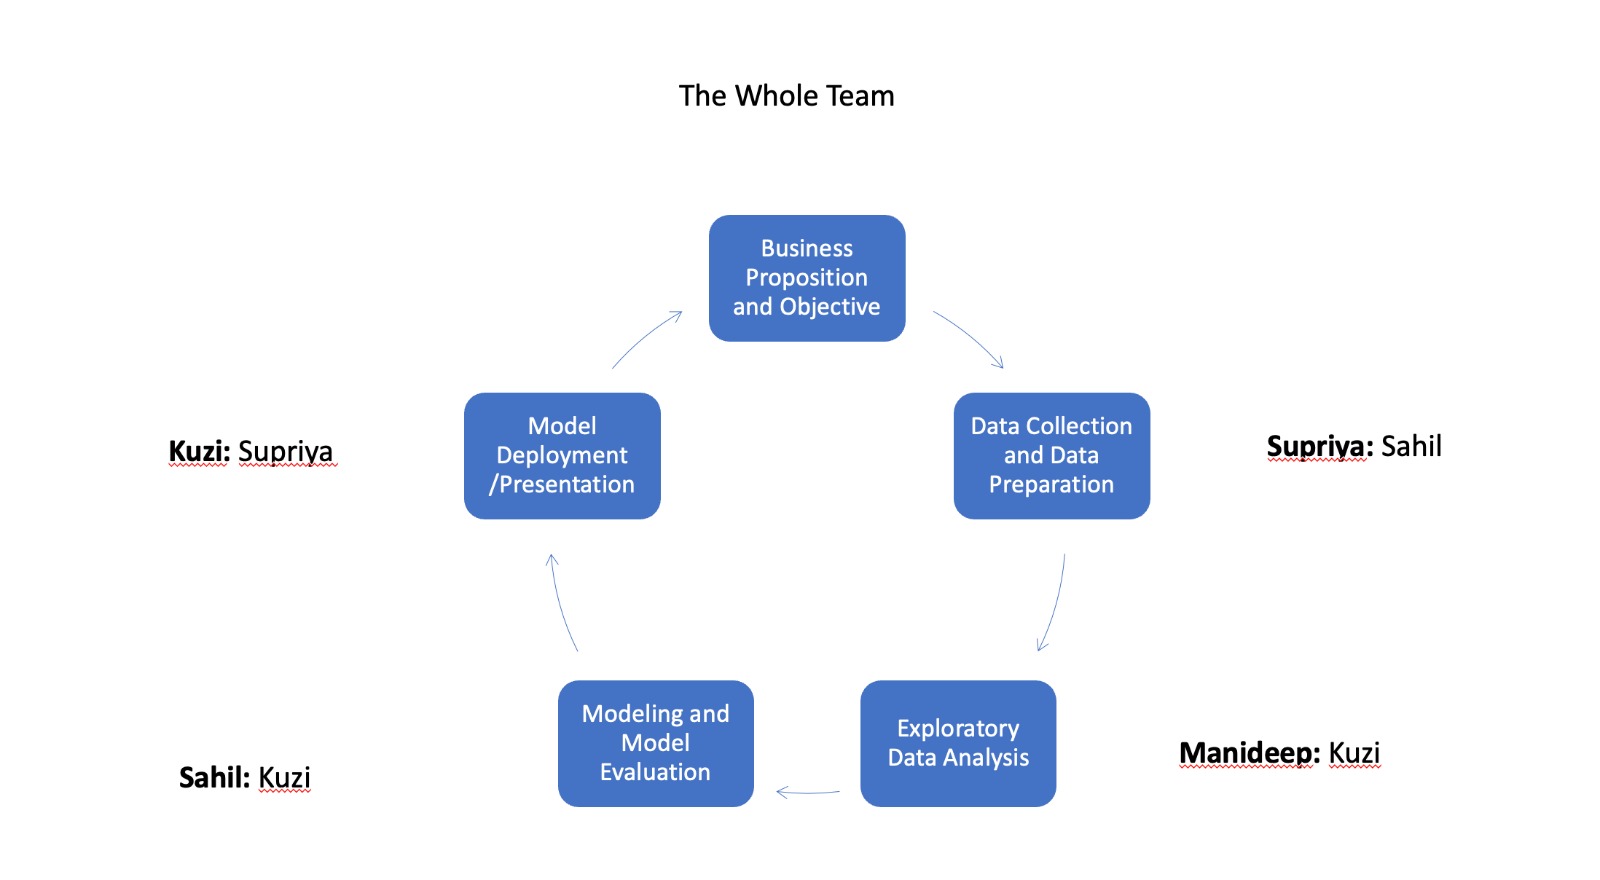 The Whole Team
Business
Proposition
and Objective
Data Collection
and Data
Preparation
Supriya: Sahil
Exploratory
Data Analysis
Manideep: Kuzi
Modeling and
Model
Evaluation
Sahil: Kuzi
Model
Deployment
/Presentation
Kuzi: Supriya